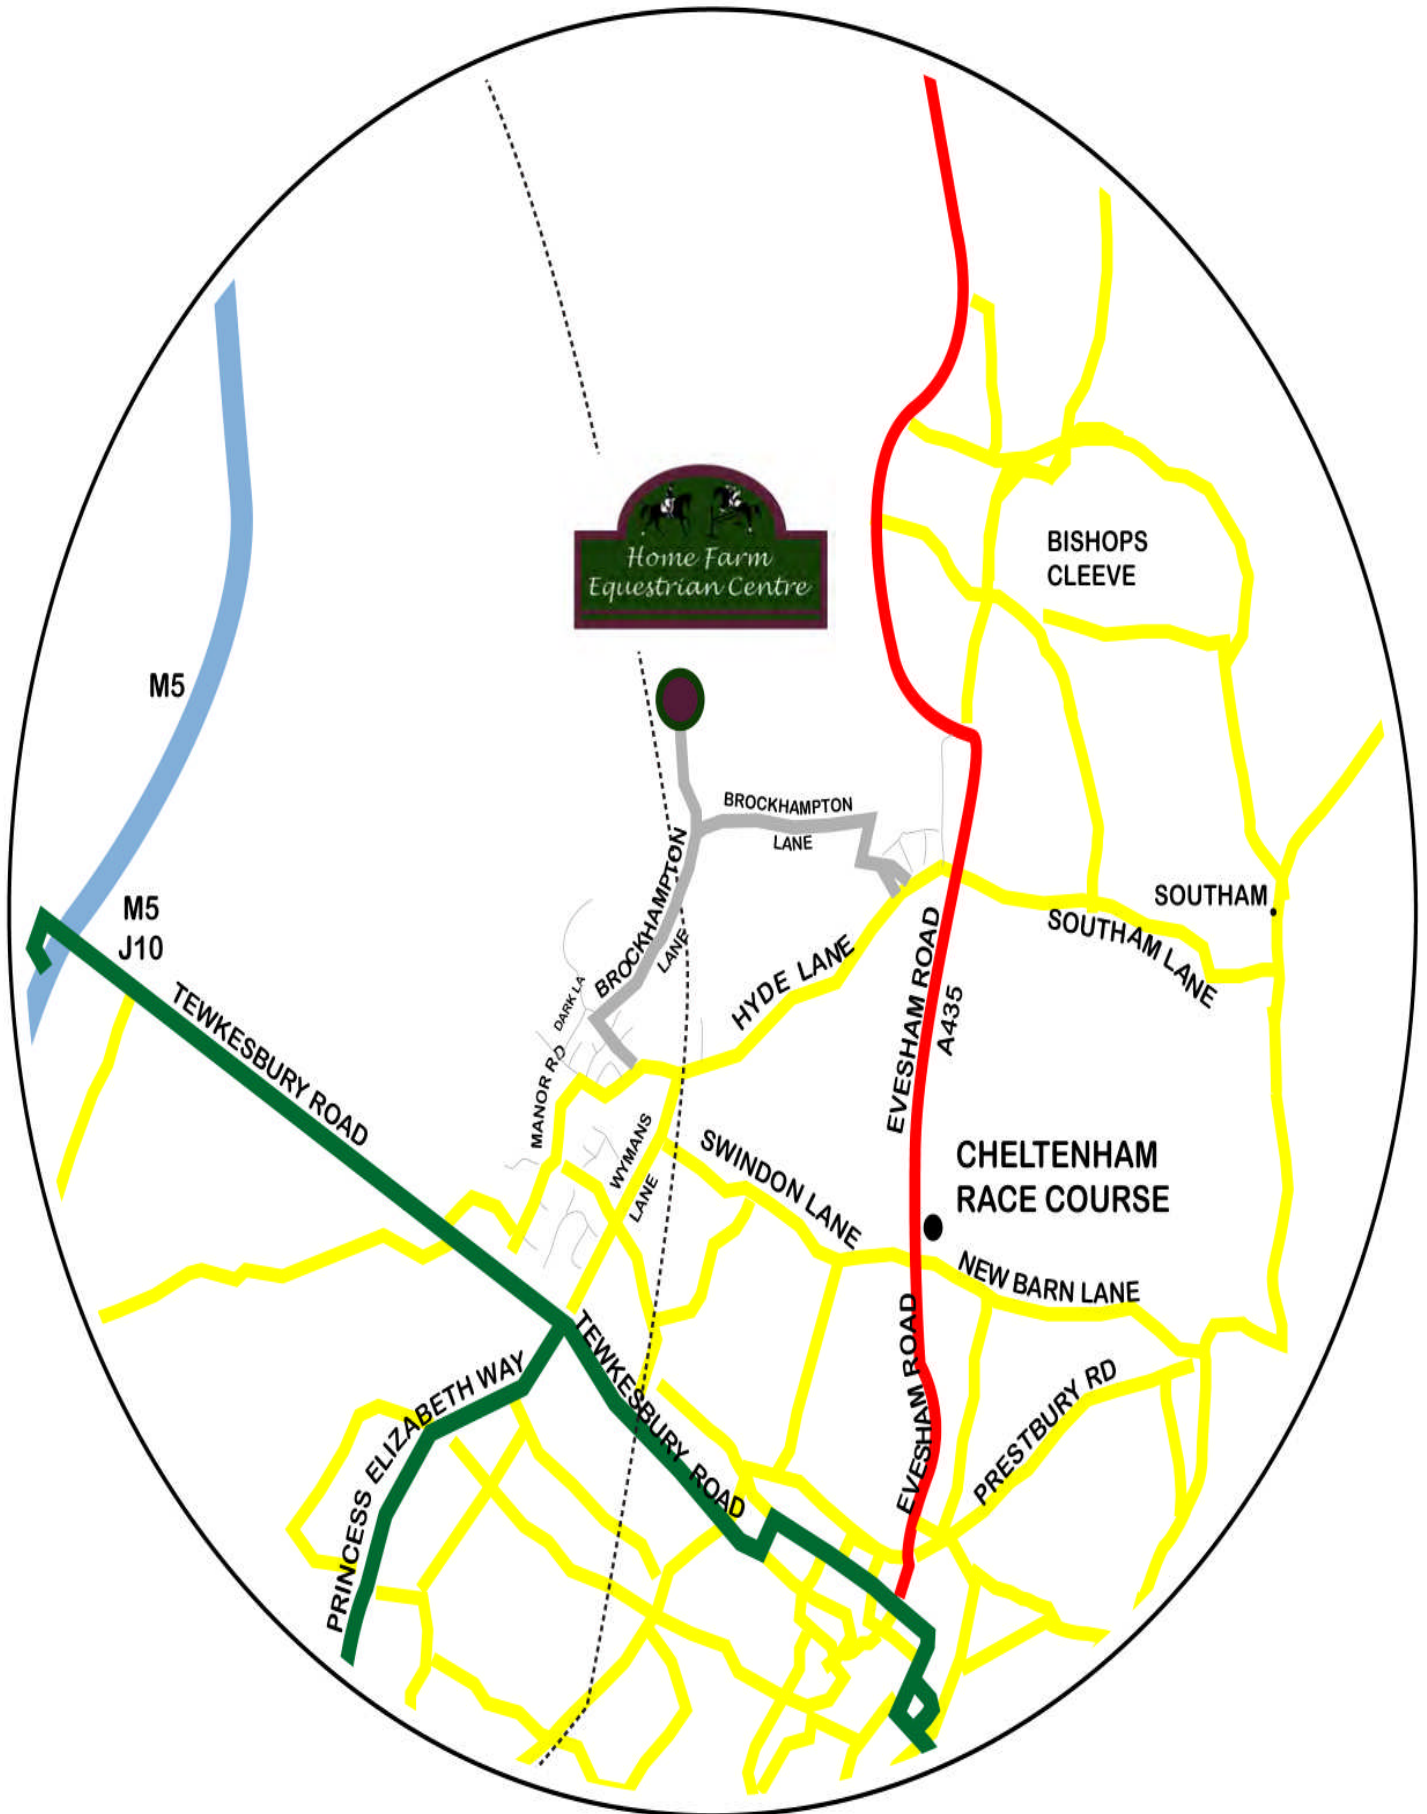 Home Farm
Equestrian Centre
BISHOPS
CLEEVE
M5
BROCKHAMPTON
LANE
BROCKHAMPTON
LANE
M5
J10
SOUTHAM
SOUTHAM LANE
HYDE LANE
EVESHAM ROAD
A435
DARK LA
MANOR RD
TEWKESBURY ROAD
WYMANS
LANE
SWINDON LANE
CHELTENHAM
RACE COURSE
NEW BARN LANE
EVESHAM ROAD
TEWKESBURY ROAD
PRINCESS ELIZABETH WAY
EVESHAM ROAD
PRESTBURY RD